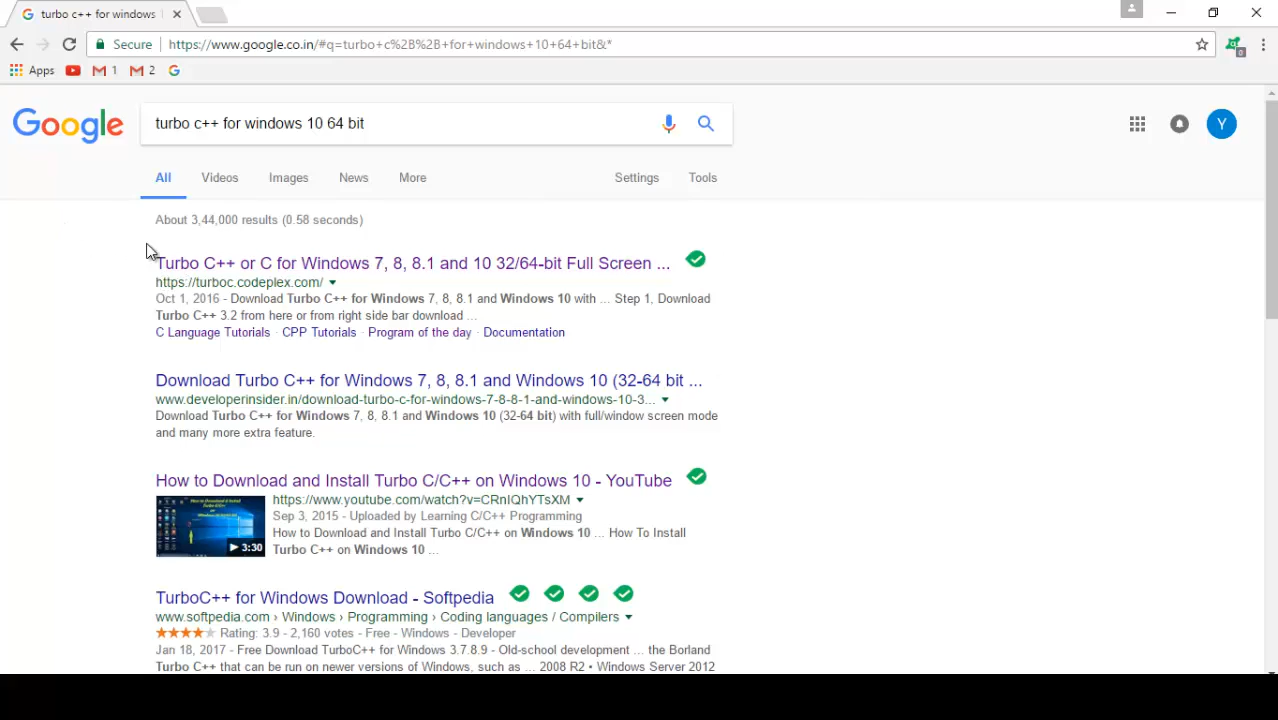 turbo c++ for windows
Secure https://www.google.co.in/#q=turbo+c%2B%2B+for+windows+10+64+bit&*
0
Apps 1 2
Google turbo c++ for windows 10 64 bit Y
All Videos Images News More Settings Tools
About 3,44,000 results (0.58 seconds)
Turbo C++ or C for Windows 7, 8, 8.1 and 10 32/64-bit Full Screen ...
https://turboc.codeplex.com/
Oct 1, 2016 - Download Turbo C++ for Windows 7, 8, 8.1 and Windows 10 with ... Step 1, Download
Turbo C++ 3.2 from here or from right side bar download ...
C Language Tutorials · CPP Tutorials · Program of the day · Documentation
Download Turbo C++ for Windows 7, 8, 8.1 and Windows 10 (32-64 bit ...
www.developerinsider.in/download-turbo-c-for-windows-7-8-8-1-and-windows-10-3...
Download Turbo C++ for Windows 7, 8, 8.1 and Windows 10 (32-64 bit) with full/window screen mode
and many more extra feature.
How to Download and Install Turbo C/C++ on Windows 10 - YouTube
https://www.youtube.com/watch?v=CRnIQhYTsXM
Sep 3, 2015 - Uploaded by Learning C/C++ Programming
How to Download and Install Turbo C/C++ on Windows 10 ... How To Install
Turbo C++ on Windows 10 ...
3:30
TurboC++ for Windows Download - Softpedia
www.softpedia.com › Windows › Programming › Coding languages / Compilers
Rating: 3.9 - 2,160 votes - Free - Windows - Developer
Jan 18, 2017 - Free Download TurboC++ for Windows 3.7.8.9 - Old-school development ... the Borland
Turbo C++ that can be run on newer versions of Windows, such as ... 2008 R2 • Windows Server 2012